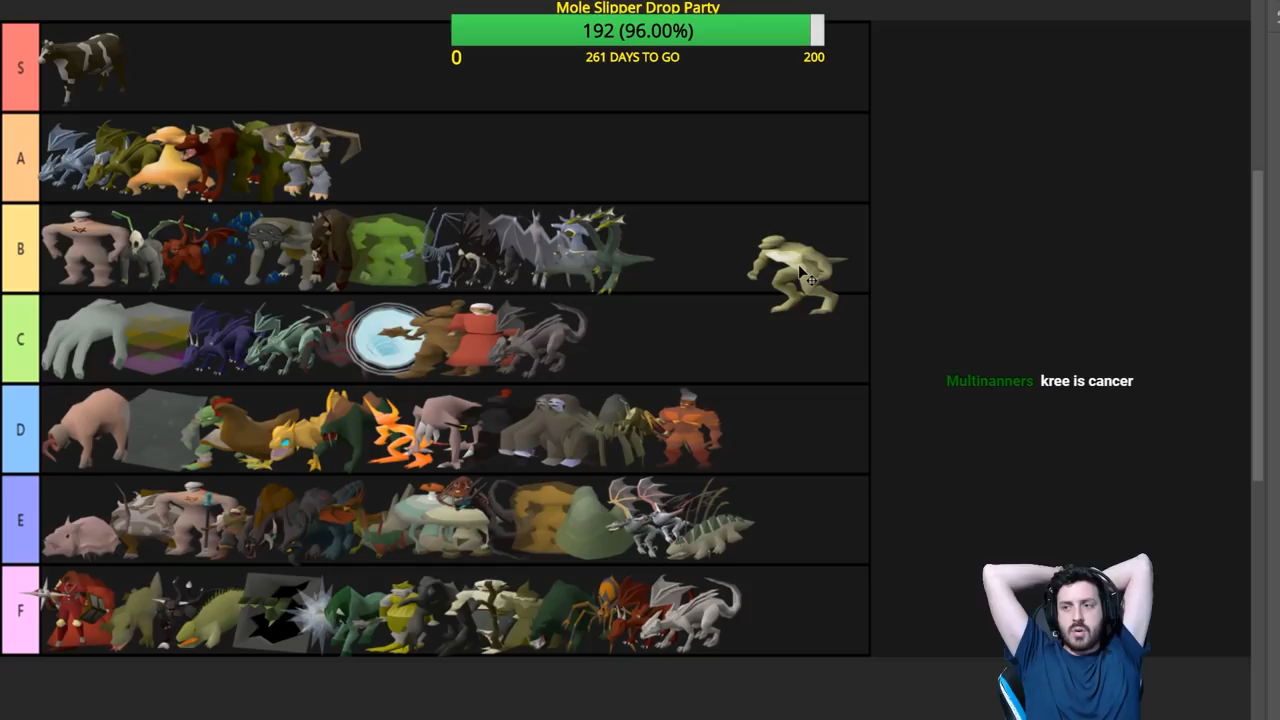 Mole Slipper Drop Party
192 (96.00%)
0
261 DAYS TO GO
200
S
A
B
C
D
E
F
Multinanners kree is cancer